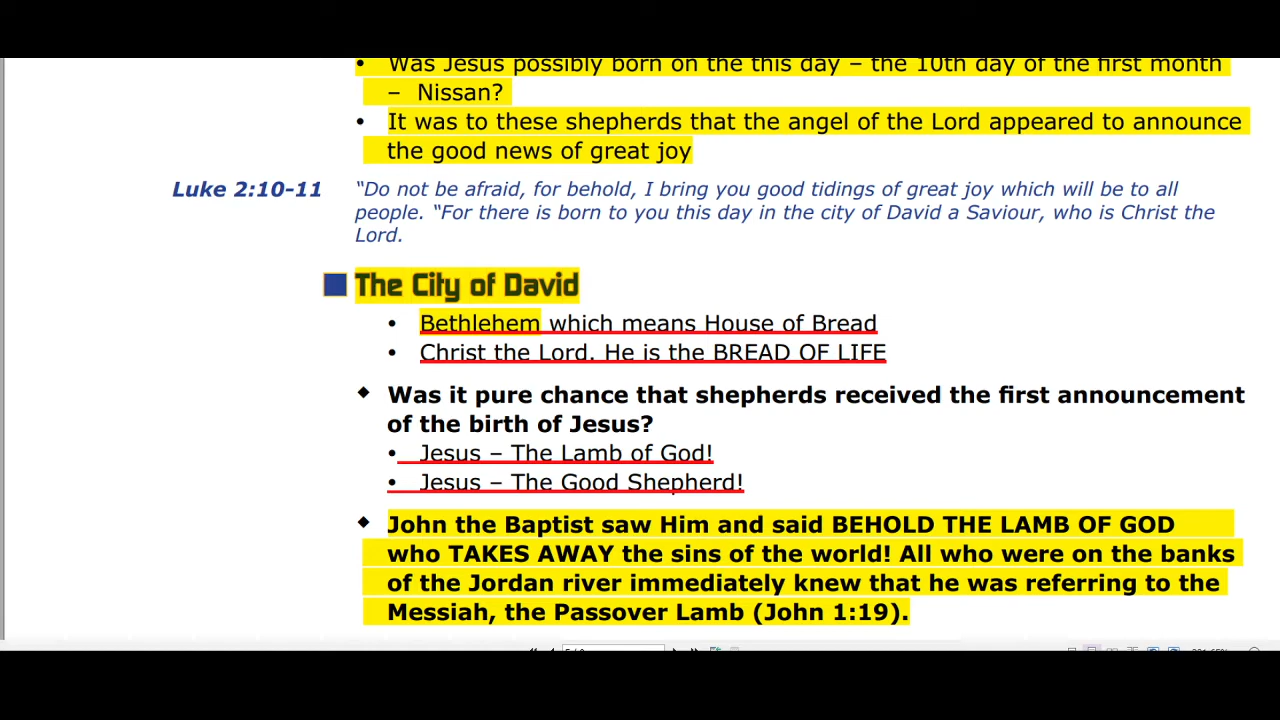 • Was Jesus possibly born on the this day – the 10th day of the first month
– Nissan?
• It was to these shepherds that the angel of the Lord appeared to announce
the good news of great joy
Luke 2:10-11 “Do not be afraid, for behold, I bring you good tidings of great joy which will be to all
people. “For there is born to you this day in the city of David a Saviour, who is Christ the
Lord.
The City of David
• Bethlehem which means House of Bread
• Christ the Lord. He is the BREAD OF LIFE
◆ Was it pure chance that shepherds received the first announcement
of the birth of Jesus?
• Jesus – The Lamb of God!
• Jesus – The Good Shepherd!
◆ John the Baptist saw Him and said BEHOLD THE LAMB OF GOD
who TAKES AWAY the sins of the world! All who were on the banks
of the Jordan river immediately knew that he was referring to the
Messiah, the Passover Lamb (John 1:19).